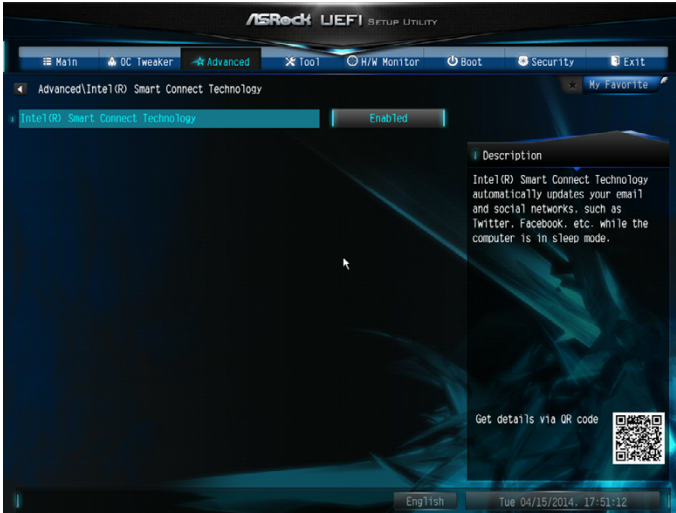 ASRock UEFI SETUP UTILITY
Main OC Tweaker Advanced Tool H/W Monitor Boot Security Exit
Advanced\Intel(R) Smart Connect Technology
My Favorite
Intel(R) Smart Connect Technology Enabled
Description
Intel(R) Smart Connect Technology
automatically updates your email
and social networks, such as
Twitter, Facebook, etc. while the
computer is in sleep mode.
Get details via QR code
English Tue 04/15/2014, 17:51:12